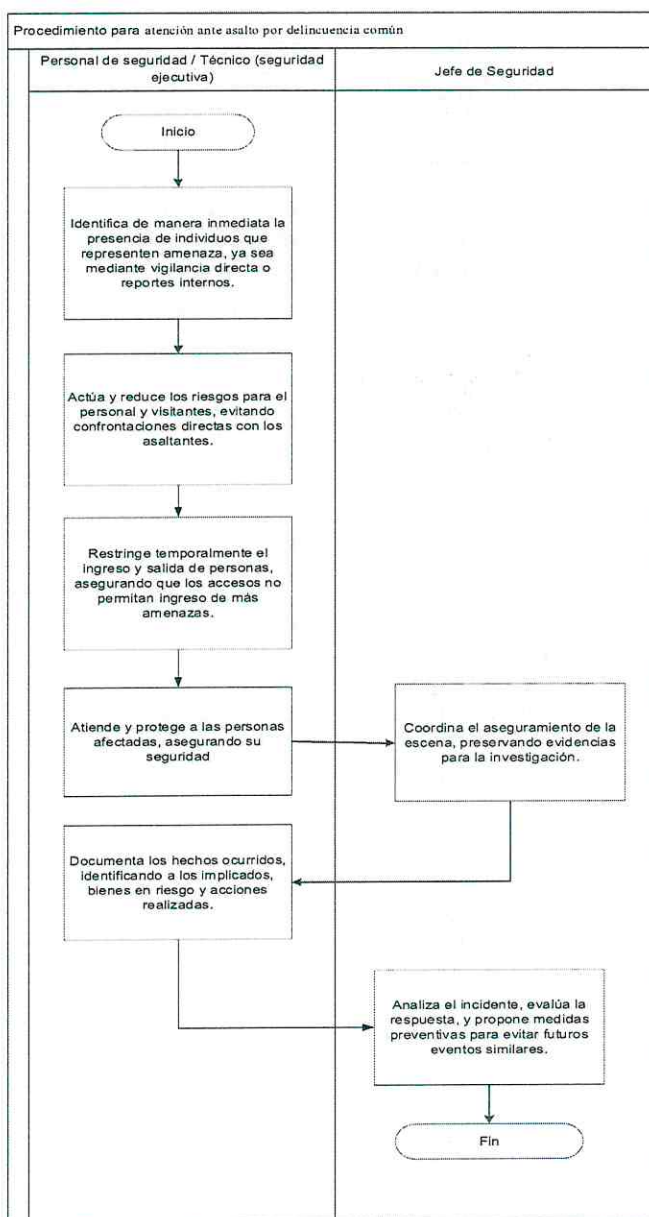 Procedimiento para atención ante asalto por delincuencia común
Personal de seguridad / Técnico (seguridad
ejecutiva)
Jefe de Seguridad
Inicio
Identifica de manera inmediata la
presencia de individuos que
representen amenaza, ya sea
mediante vigilancia directa o
reportes internos.
Actúa y reduce los riesgos para el
personal y visitantes, evitando
confrontaciones directas con los
asaltantes.
Restringe temporalmente el
ingreso y salida de personas,
asegurando que los accesos no
permitan ingreso de más
amenazas.
Atiende y protege a las personas
afectadas, asegurando su
seguridad
Coordina el aseguramiento de la
escena, preservando evidencias
para la investigación.
Documenta los hechos ocurridos,
identificando a los implicados,
bienes en riesgo y acciones
realizadas.
Analiza el incidente, evalúa la
respuesta, y propone medidas
preventivas para evitar futuros
eventos similares.
Fin